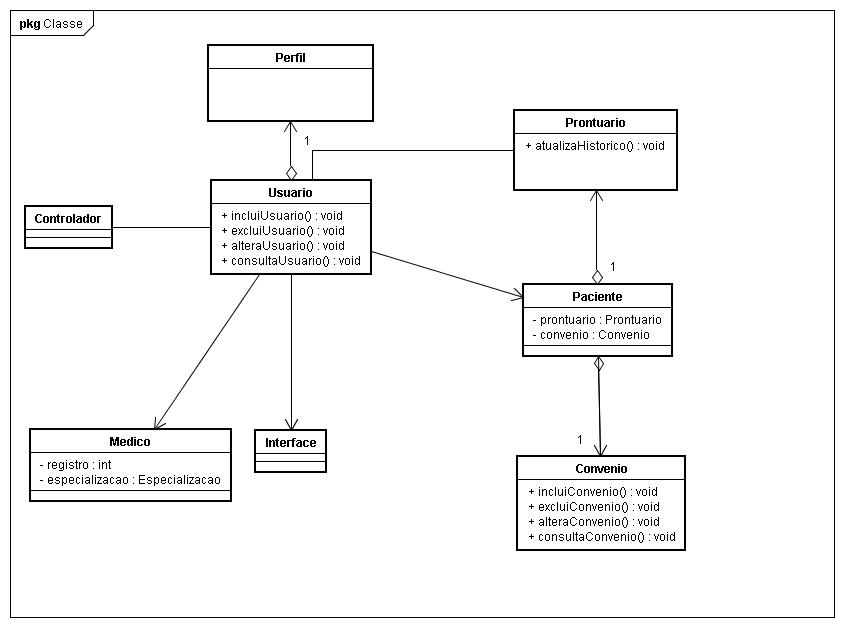 pkg Classe
Perfil
1
Prontuario
+ atualizaHistorico() : void
Usuario
+ incluiUsuario() : void
+ excluiUsuario() : void
+ alteraUsuario() : void
+ consultaUsuario() : void
Controlador
1
Paciente
- prontuario : Prontuario
- convenio : Convenio
Medico
- registro : int
- especializacao : Especializacao
Interface
1
Convenio
+ incluiConvenio() : void
+ excluiConvenio() : void
+ alteraConvenio() : void
+ consultaConvenio() : void